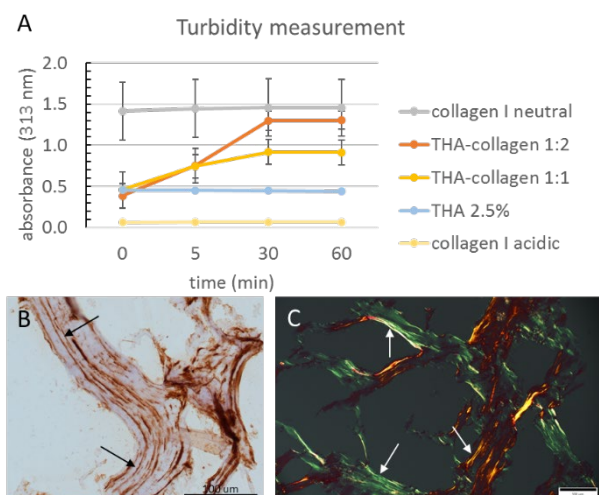 A
Turbidity measurement
absorbance (313 nm)
2.0
1.5
1.0
0.5
0.0
0 5 30 60
time (min)
collagen I neutral
THA-collagen 1:2
THA-collagen 1:1
THA 2.5%
collagen I acidic
B
C
100 um